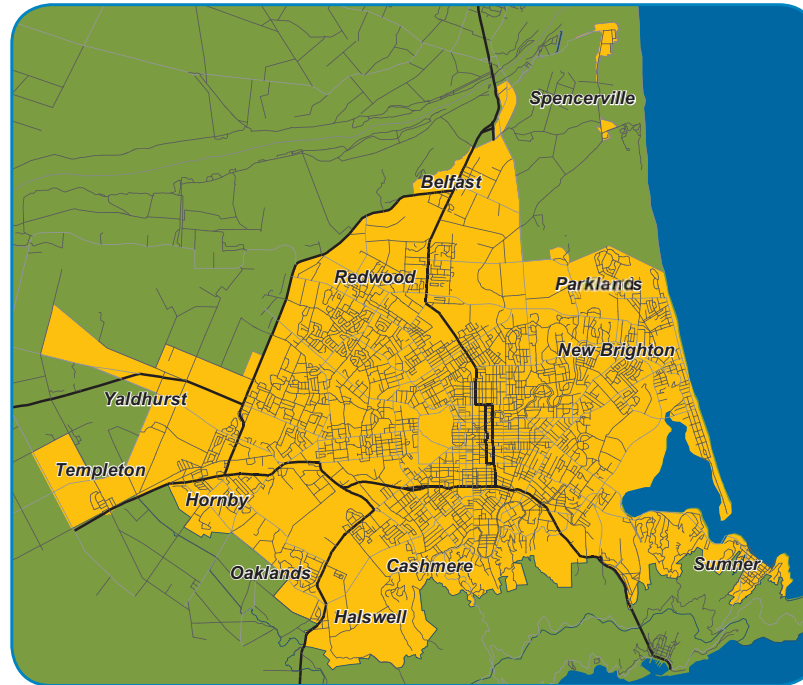 Spencerville
Belfast
Redwood
Parklands
New Brighton
Yaldhurst
Templeton
Hornby
Oaklands
Cashmere
Sumner
Halswell